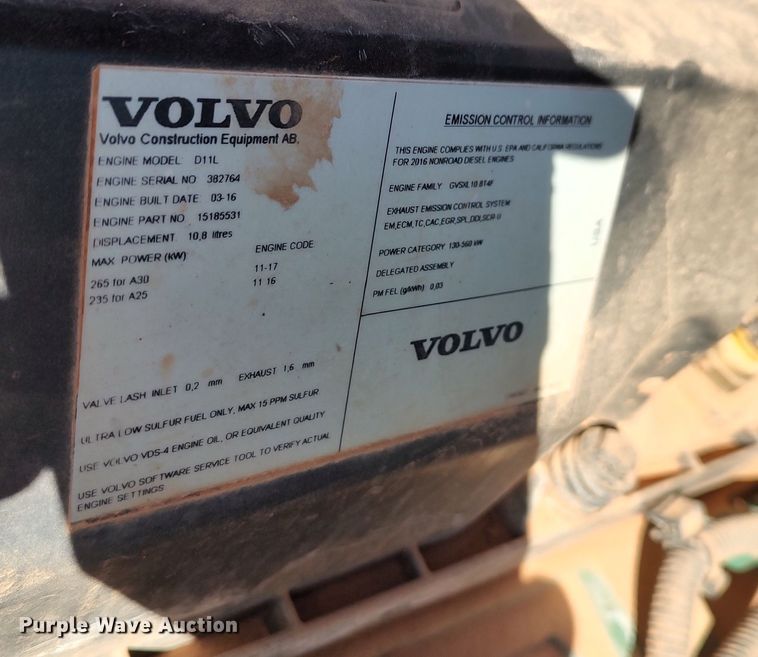 VOLVO
Volvo Construction Equipment AB.
ENGINE MODEL: D11L
ENGINE SERIAL NO: 382764
ENGINE BUILT DATE: 03-16
ENGINE PART NO: 15185531
DISPLACEMENT: 10,8 litres
MAX. POWER (kW) ENGINE CODE
265 for A30 11-17
235 for A25 11 16
VALVE LASH INLET 0,2 mm EXHAUST 1,6 mm
ULTRA LOW SULFUR FUEL ONLY, MAX 15 PPM SULFUR
USE VOLVO VDS-4 ENGINE OIL, OR EQUIVALENT QUALITY
USE VOLVO SOFTWARE SERVICE TOOL TO VERIFY ACTUAL
ENGINE SETTINGS
EMISSION CONTROL INFORMATION
THIS ENGINE COMPLIES WITH U.S. EPA AND CALIFORNIA REGULATIONS
FOR 2016 NONROAD DIESEL ENGINES
ENGINE FAMILY GVSXL10.8T4F
EXHAUST EMISSION CONTROL SYSTEM
EM,ECM,TC,CAC,EGR,SPL,DDI,SCR-U
POWER CATEGORY 130-560 kW
DELEGATED ASSEMBLY
PM FEL (g/kWh) 0,03
USA
VOLVO
Purple Wave Auction